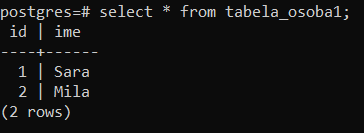 postgres=# select * from tabela_osoba1;
 id | ime
----+------
  1 | Sara
  2 | Mila
(2 rows)